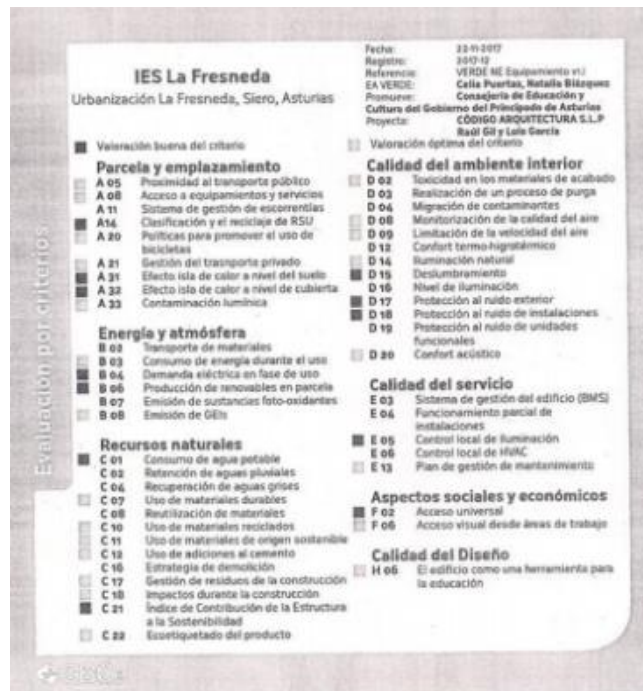 IES La Fresneda
Urbanización La Fresneda, Siero, Asturias
Fecha: 22-11-2017
Registro: 2017-12
Referencia: VERDE NE Equipamiento v1.1
EA VERDE: Celia Puertas, Natalia Blázquez
Promueve: Consejería de Educación y
Cultura del Gobierno del Principado de Asturias
Proyecto: CÓDIGO ARQUITECTURA S.L.P
Raúl Gil y Luis García
Valoración buena del criterio
Valoración óptima del criterio
Evaluación por criterio:
Parcela y emplazamiento
A 05 Proximidad al transporte público
A 08 Acceso a equipamientos y servicios
A 11 Sistema de gestión de escorrentías
A14 Clasificación y el reciclaje de RSU
A 20 Políticas para promover el uso de
bicicletas
A 21 Gestión del transporte privado
A 31 Efecto isla de calor a nivel del suelo
A 32 Efecto isla de calor a nivel de cubierta
A 33 Contaminación lumínica
Energía y atmósfera
B 02 Transporte de materiales
B 03 Consumo de energía durante el uso
B 04 Demanda eléctrica en fase de uso
B 06 Producción de renovables en parcela
B 07 Emisión de sustancias foto-oxidantes
B 08 Emisión de GEIs
Recursos naturales
C 01 Consumo de agua potable
C 02 Retención de aguas pluviales
C 04 Recuperación de aguas grises
C 07 Uso de materiales durables
C 08 Reutilización de materiales
C 10 Uso de materiales reciclados
C 11 Uso de materiales de origen sostenible
C 12 Uso de adiciones al cemento
C 16 Estrategia de demolición
C 17 Gestión de residuos de la construcción
C 18 Impactos durante la construcción
C 21 Índice de Contribución de la Estructura
a la Sostenibilidad
C 22 Ecoetiquetado del producto
Calidad del ambiente interior
D 02 Toxicidad en los materiales de acabado
D 03 Realización de un proceso de purga
D 04 Migración de contaminantes
D 08 Monitorización de la calidad del aire
D 09 Limitación de la velocidad del aire
D 12 Confort termo-higrotérmico
D 14 Iluminación natural
D 15 Deslumbramiento
D 16 Nivel de iluminación
D 17 Protección al ruido exterior
D 18 Protección al ruido de instalaciones
D 19 Protección al ruido de unidades
funcionales
D 20 Confort acústico
Calidad del servicio
E 03 Sistema de gestión del edificio (BMS)
E 04 Funcionamiento parcial de
instalaciones
E 05 Control local de iluminación
E 06 Control local de HVAC
E 13 Plan de gestión de mantenimiento
Aspectos sociales y económicos
F 02 Acceso universal
F 06 Acceso visual desde áreas de trabajo
Calidad del Diseño
H 06 El edificio como una herramienta para
la educación